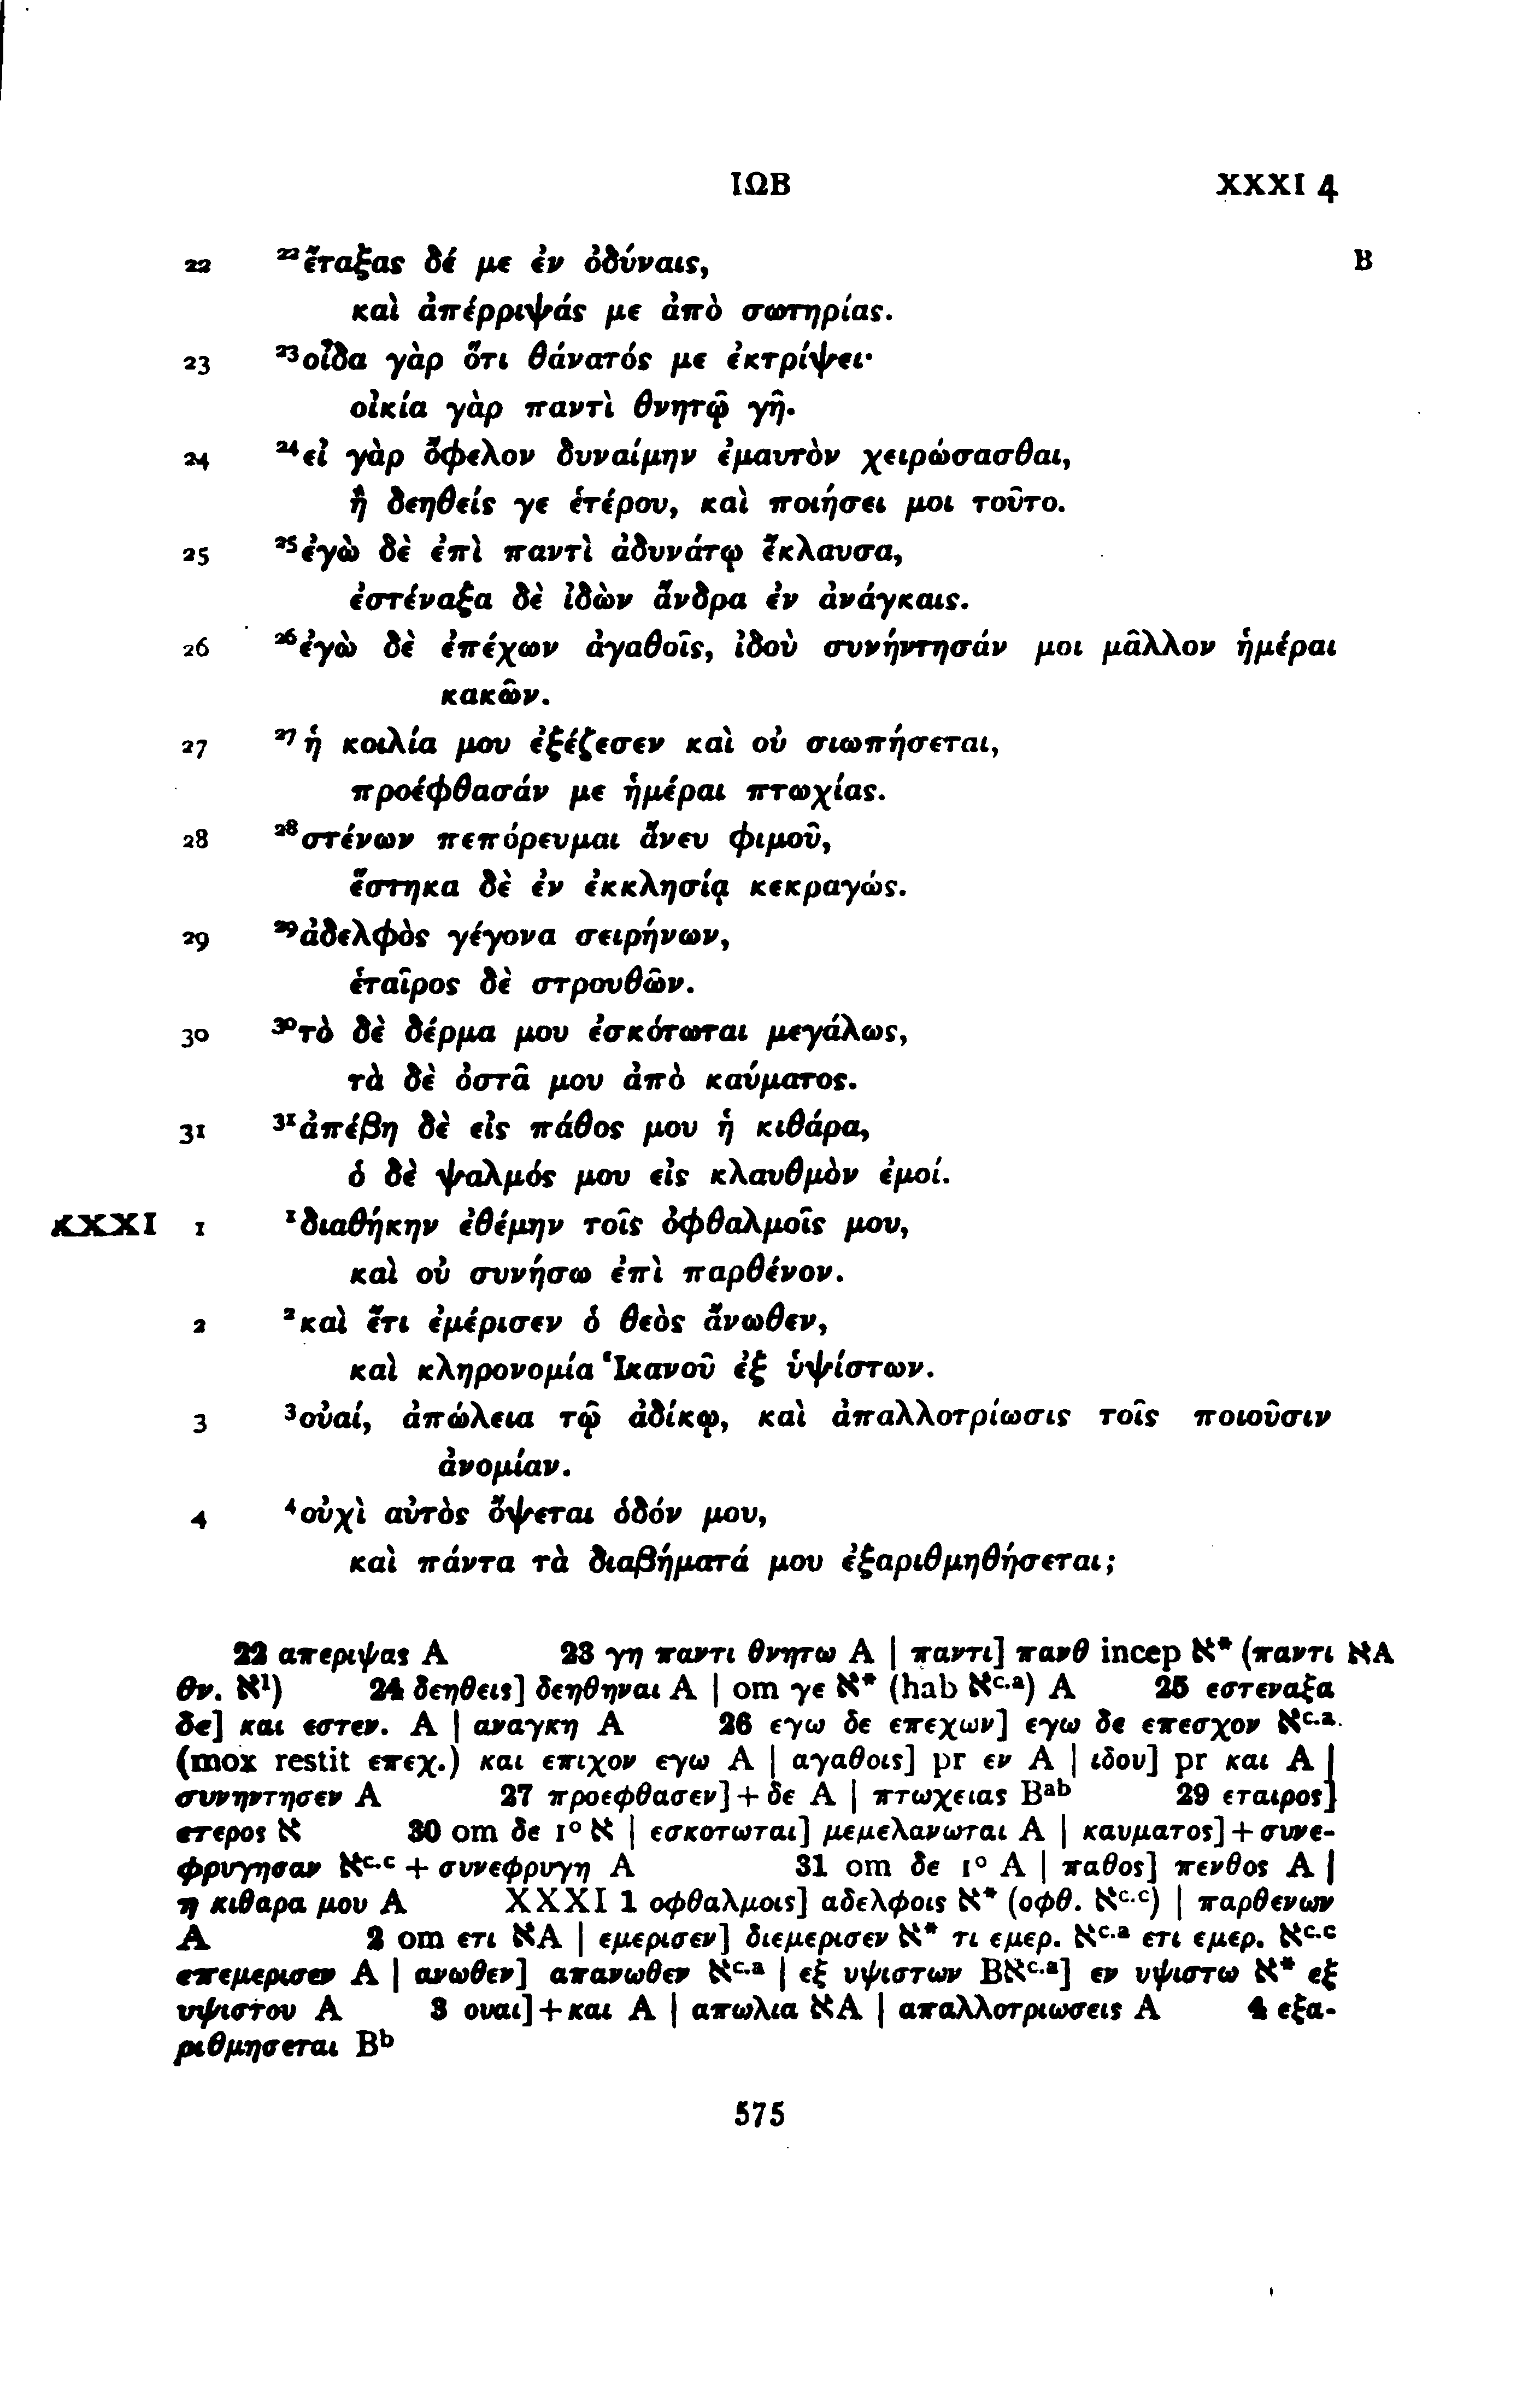 ΙΩΒ XXXI 4
22 ²²ἔταξας δέ με ἐν ὀδύναις, B
καὶ ἀπέρριψάς με ἀπὸ σωτηρίας.
23 ²³οἶδα γὰρ ὅτι θάνατός με ἐκτρίψει·
οἰκία γὰρ παντὶ θνητῷ γῆ.
24 ²⁴εἰ γὰρ ὄφελον δυναίμην ἐμαυτὸν χειρώσασθαι,
ἢ δεηθείς γε ἑτέρου, καὶ ποιήσει μοι τοῦτο.
25 ²⁵ἐγὼ δὲ ἐπὶ παντὶ ἀδυνάτῳ ἔκλαυσα,
ἐστέναξα δὲ ἰδὼν ἄνδρα ἐν ἀνάγκαις.
26 ²⁶ἐγὼ δὲ ἐπέχων ἀγαθοῖς, ἰδοὺ συνήντησάν μοι μᾶλλον ἡμέραι
κακῶν.
27 ²⁷ἡ κοιλία μου ἐξέζεσεν καὶ οὐ σιωπήσεται,
προέφθασάν με ἡμέραι πτωχίας.
28 ²⁸στένων πεπόρευμαι ἄνευ φιμοῦ,
ἕστηκα δὲ ἐν ἐκκλησίᾳ κεκραγώς.
29 ²⁹ἀδελφὸς γέγονα σειρήνων,
ἑταῖρος δὲ στρουθῶν.
30 ³⁰τὸ δὲ δέρμα μου ἐσκότωται μεγάλως,
τὰ δὲ ὀστᾶ μου ἀπὸ καύματος.
31 ³¹ἀπέβη δὲ εἰς πάθος μου ἡ κιθάρα,
ὁ δὲ ψαλμός μου εἰς κλαυθμὸν ἐμοί.
XXXI 1 ¹διαθήκην ἐθέμην τοῖς ὀφθαλμοῖς μου,
καὶ οὐ συνήσω ἐπὶ παρθένον.
2 ²καὶ ἔτι ἐμέρισεν ὁ θεὸς ἄνωθεν,
καὶ κληρονομία Ἱκανοῦ ἐξ ὑψίστων.
3 ³οὐαί, ἀπώλεια τῷ ἀδίκῳ, καὶ ἀπαλλοτρίωσις τοῖς ποιοῦσιν
ἀνομίαν.
4 ⁴οὐχὶ αὐτὸς ὄψεται ὁδόν μου,
καὶ πάντα τὰ διαβήματά μου ἐξαριθμηθήσεται;
22 απεριψας A 23 γη παντι θνητω A | παντι] πανθ incep ℵ* (παντι ℵA
θν. ℵ¹) 24 δεηθεις] δεηθηναι A | om γε ℵ* (hab ℵᶜ·ᵃ) A 25 εστεναξα
δε] και εστεν. A | αναγκη A 26 εγω δε επεχων] εγω δε επεσχον ℵᶜ·ᵃ·
(mox restit επεχ.) και επιχον εγω A | αγαθοις] pr εν A | ιδου] pr και A |
συνηντησεν A 27 προεφθασεν] + δε A | πτωχειας Bᵃᵇ 29 εταιρος]
ετερος ℵ 30 om δε 1° ℵ | εσκοτωται] μεμελανωται A | καυματος] + συνε-
φρυγησαν ℵᶜ·ᶜ + συνεφρυγη A 31 om δε 1° A | παθος] πενθος A |
η κιθαρα μου A XXXI 1 οφθαλμοις] αδελφοις ℵ* (οφθ. ℵᶜ·ᶜ) | παρθενων
A 2 om ετι ℵA | εμερισεν] διεμερισεν ℵ* τι εμερ. ℵᶜ·ᵃ ετι εμερ. ℵᶜ·ᶜ
επεμερισεν A | ανωθεν] απανωθεν ℵᶜ·ᵃ | εξ υψιστων Bℵᶜ·ᵃ] εν υψιστω ℵ* εξ
υψιστου A 3 ουαι] + και A | απωλια ℵA | απαλλοτριωσεις A 4 εξα-
ριθμησεται Bᵇ
575